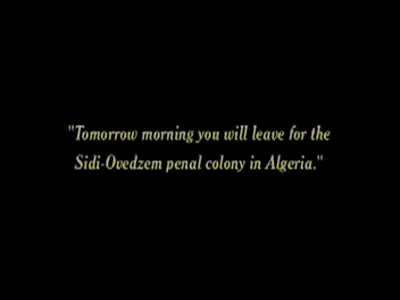 "Tomorrow morning you will leave for the
Sidi-Ovedzem penal colony in Algeria."